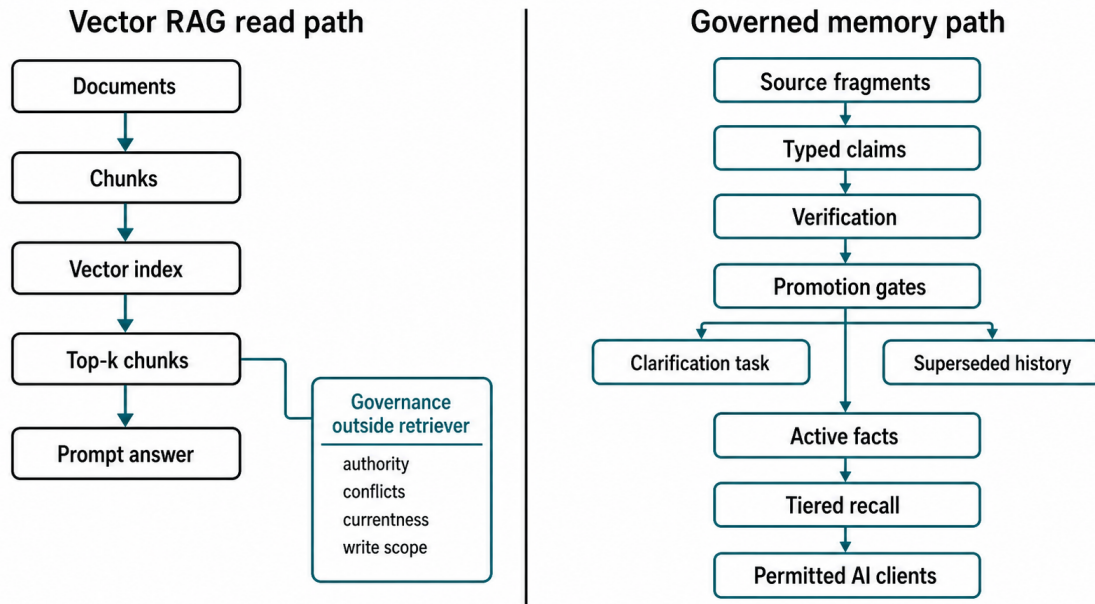 Vector RAG read path
Documents
Chunks
Vector index
Top-k chunks
Prompt answer
Governance
outside retriever
authority
conflicts
currentness
write scope
Governed memory path
Source fragments
Typed claims
Verification
Promotion gates
Clarification task
Superseded history
Active facts
Tiered recall
Permitted AI clients